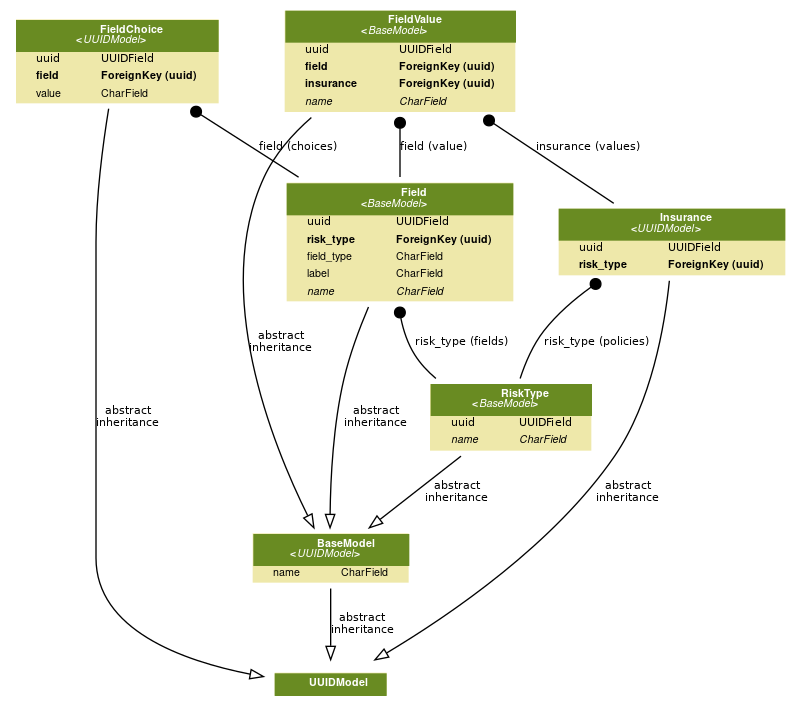 FieldChoice
<UUIDModel>
uuid UUIDField
field ForeignKey (uuid)
value CharField
FieldValue
<BaseModel>
uuid UUIDField
field ForeignKey (uuid)
insurance ForeignKey (uuid)
name CharField
field (choices)
field (value)
insurance (values)
Field
<BaseModel>
uuid UUIDField
risk_type ForeignKey (uuid)
field_type CharField
label CharField
name CharField
Insurance
<UUIDModel>
uuid UUIDField
risk_type ForeignKey (uuid)
abstract
inheritance
risk_type (fields)
risk_type (policies)
RiskType
<BaseModel>
uuid UUIDField
name CharField
abstract
inheritance
abstract
inheritance
abstract
inheritance
abstract
inheritance
BaseModel
<UUIDModel>
name CharField
abstract
inheritance
UUIDModel